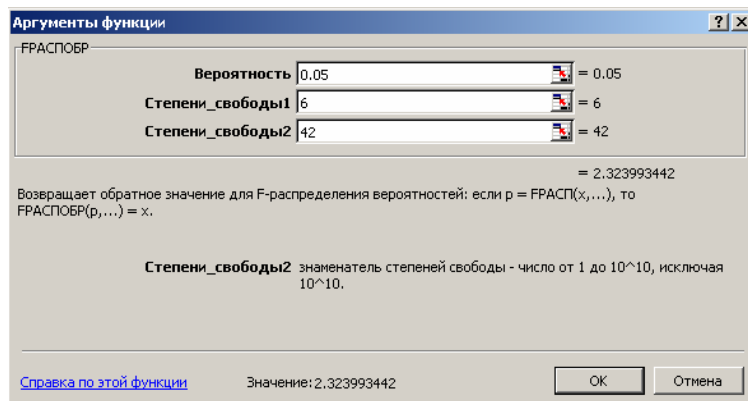 Аргументы функции
FРАСПОБР
Вероятность 0.05 = 0.05
Степени_свободы1 6 = 6
Степени_свободы2 42 = 42
= 2.323993442
Возвращает обратное значение для F-распределения вероятностей: если p = FРАСП(x,...), то
FРАСПОБР(p,...) = x.
Степени_свободы2 знаменатель степеней свободы - число от 1 до 10^10, исключая
10^10.
Справка по этой функции Значение:2.323993442 ОК Отмена